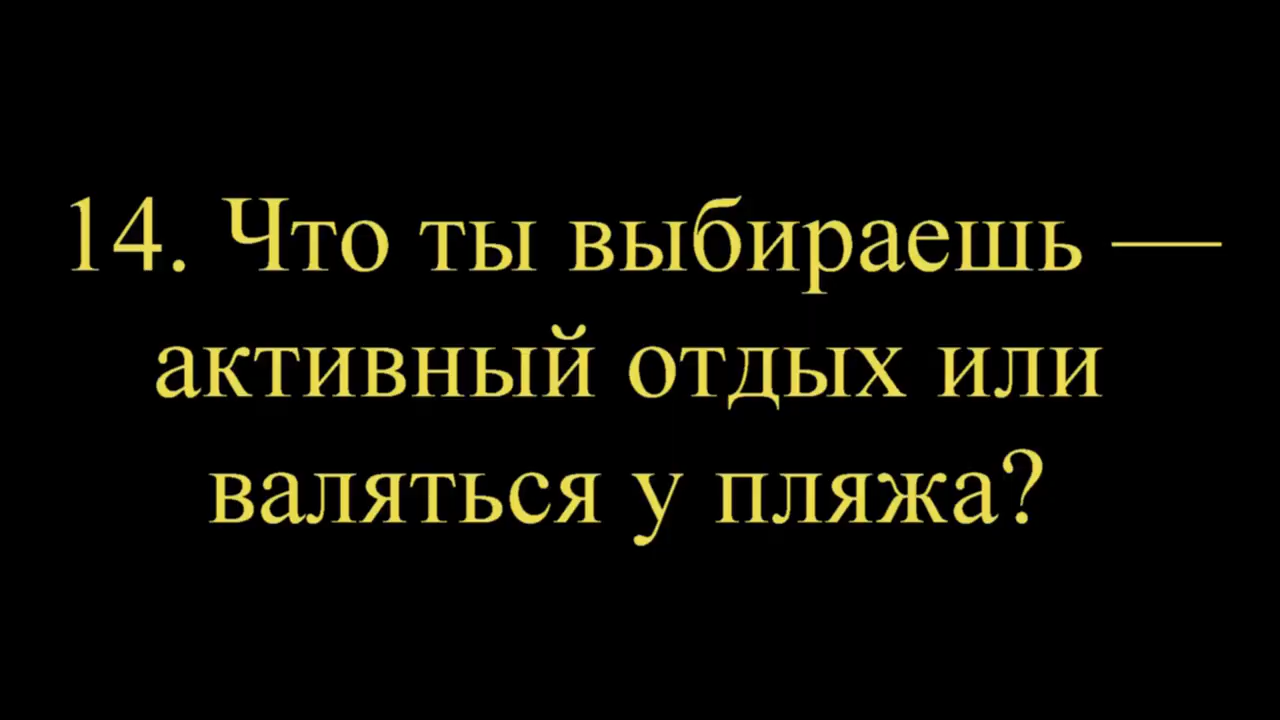 14. Что ты выбираешь —
активный отдых или
валяться у пляжа?